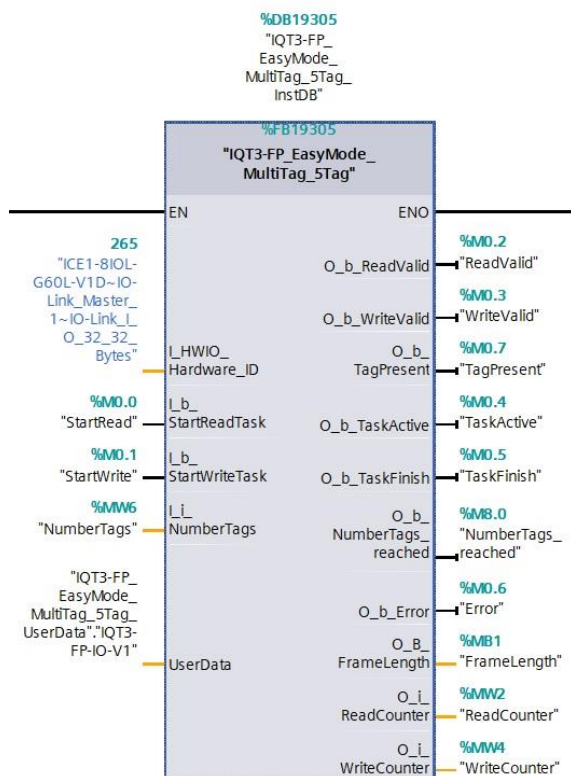 %DB19305
"IQT3-FP_
EasyMode_
MultiTag_5Tag_
InstDB"
%FB19305
"IQT3-FP_EasyMode_
MultiTag_5Tag"
EN
ENO
265
"ICE1-8IOL-
G60L-V1D~IO-
Link_Master_
1~IO-Link_I_
O_32_32_
Bytes"
I_HWIO_
Hardware_ID
%M0.0
"StartRead"
I_b_
StartReadTask
%M0.1
"StartWrite"
I_b_
StartWriteTask
%MW6
"NumberTags"
I_i_
NumberTags
"IQT3-FP_
EasyMode_
MultiTag_5Tag_
UserData"."IQT3-
FP-IO-V1"
UserData
O_b_ReadValid
%M0.2
"ReadValid"
O_b_WriteValid
%M0.3
"WriteValid"
O_b_
TagPresent
%M0.7
"TagPresent"
O_b_TaskActive
%M0.4
"TaskActive"
O_b_TaskFinish
%M0.5
"TaskFinish"
O_b_
NumberTags_
reached
%M8.0
"NumberTags_
reached"
O_b_Error
%M0.6
"Error"
O_B_
FrameLength
%MB1
"FrameLength"
O_i_
ReadCounter
%MW2
"ReadCounter"
O_i_
WriteCounter
%MW4
"WriteCounter"